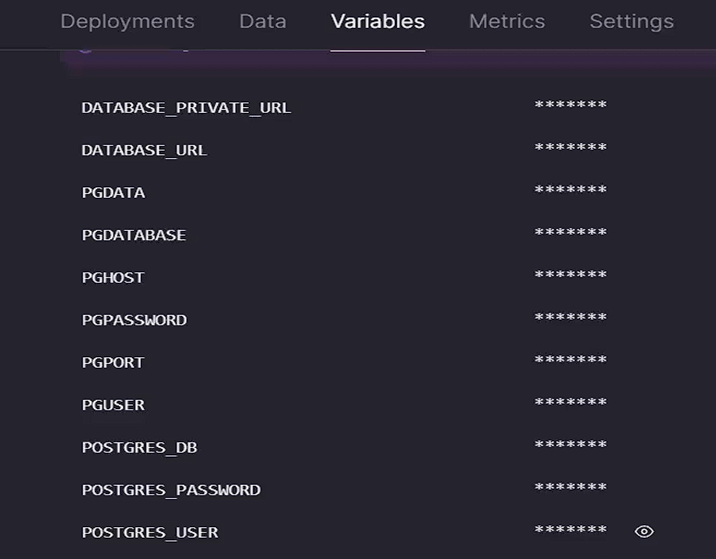 Deployments Data Variables Metrics Settings
DATABASE_PRIVATE_URL *******
DATABASE_URL *******
PGDATA *******
PGDATABASE *******
PGHOST *******
PGPASSWORD *******
PGPORT *******
PGUSER *******
POSTGRES_DB *******
POSTGRES_PASSWORD *******
POSTGRES_USER *******